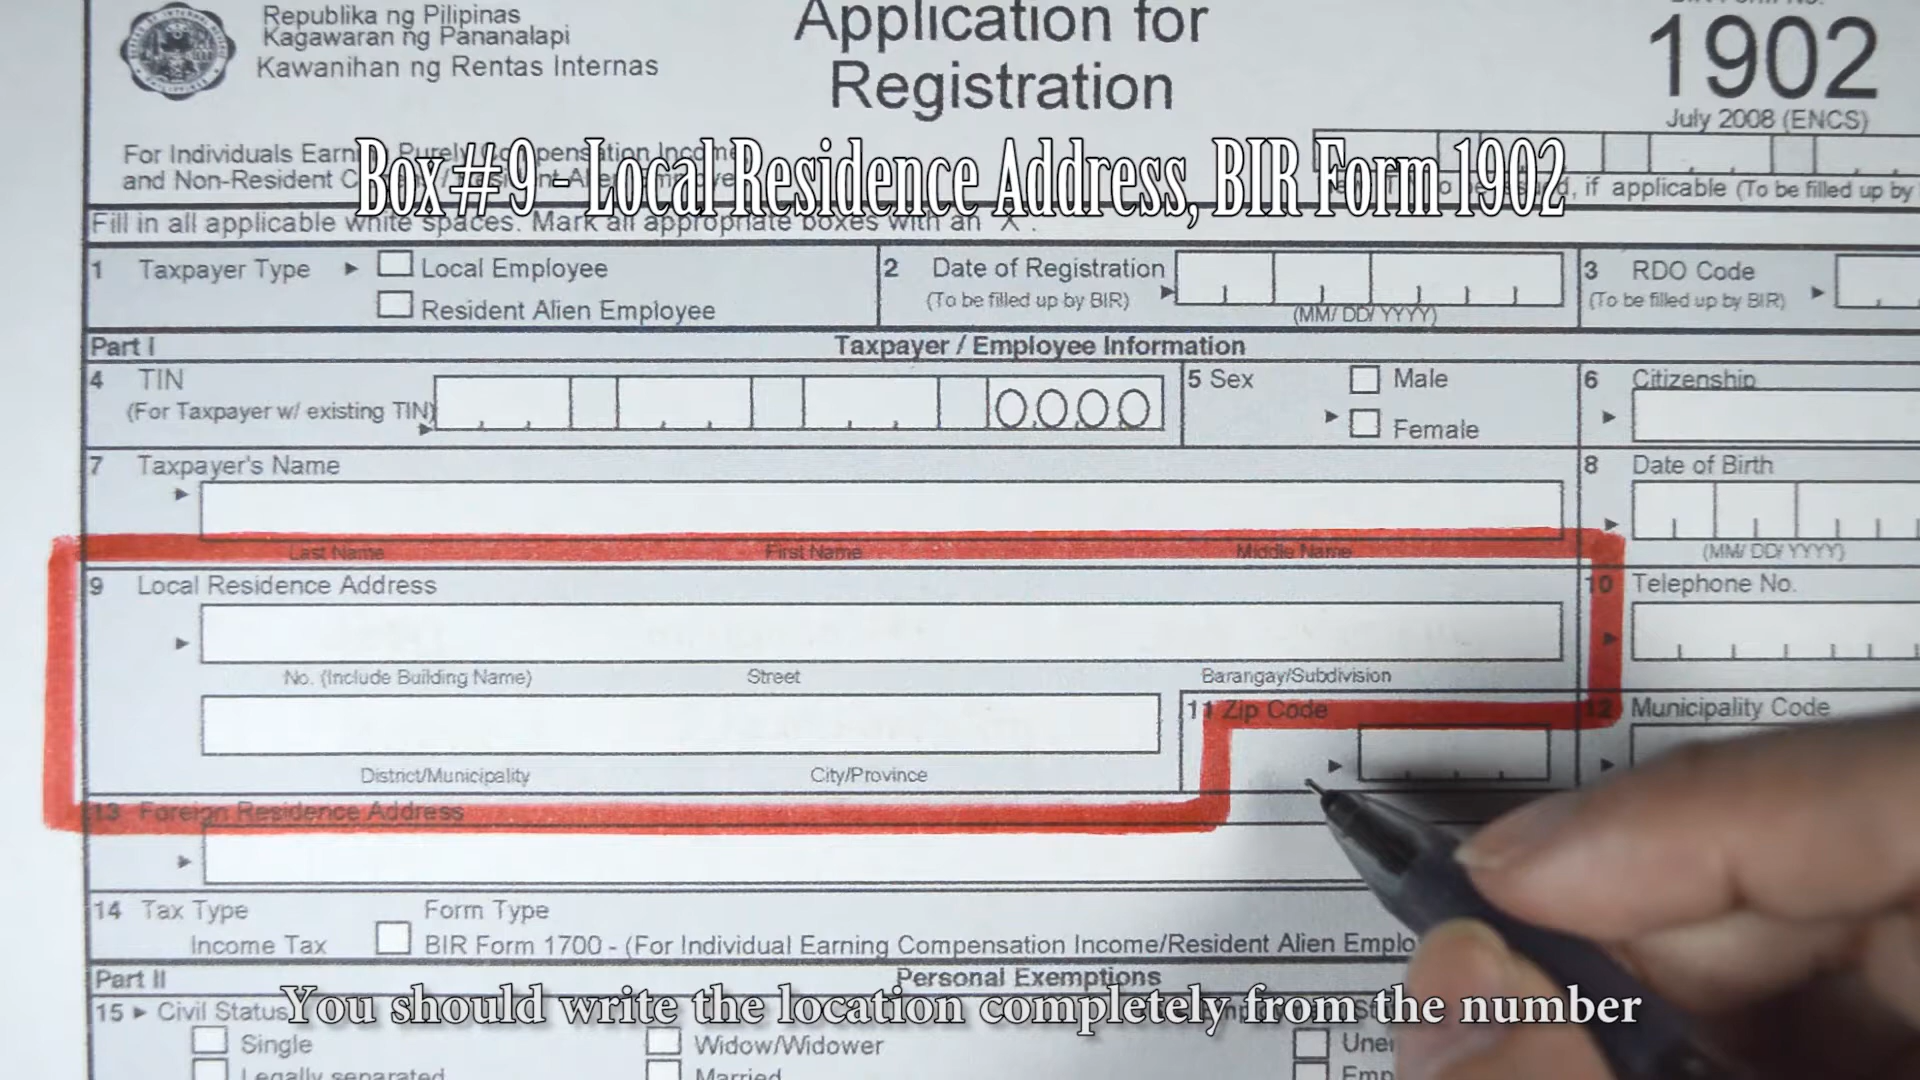 Republika ng Pilipinas
Kagawaran ng Pananalapi
Kawanihan ng Rentas Internas
Application for
Registration
1902
July 2008 (ENCS)
Box#9 - Local Residence Address, BIR Form 1902
For Individuals Earning Purely Compensation Income,
and Non-Resident
if applicable (To be filled up by
Fill in all applicable white spaces. Mark all appropriate boxes with an "X".
1 Taxpayer Type
Local Employee
Resident Alien Employee
2 Date of Registration
(To be filled up by BIR)
(MM/ DD/ YYYY)
3 RDO Code
(To be filled up by BIR)
Part I
Taxpayer / Employee Information
4 TIN
(For Taxpayer w/ existing TIN)
0000
5 Sex
Male
Female
6 Citizenship
7 Taxpayer's Name
Last Name First Name Middle Name
8 Date of Birth
(MM/ DD/ YYYY)
9 Local Residence Address
No. (Include Building Name) Street Barangay/Subdivision
10 Telephone No.
District/Municipality City/Province
11 Zip Code
12 Municipality Code
13 Foreign Residence Address
14 Tax Type Form Type
Income Tax BIR Form 1700 - (For Individual Earning Compensation Income/Resident Alien Emplo
Part II
Personal Exemptions
15 Civil Status
You should write the location completely from the number
Single
Widow/Widower
Legally separated
Married